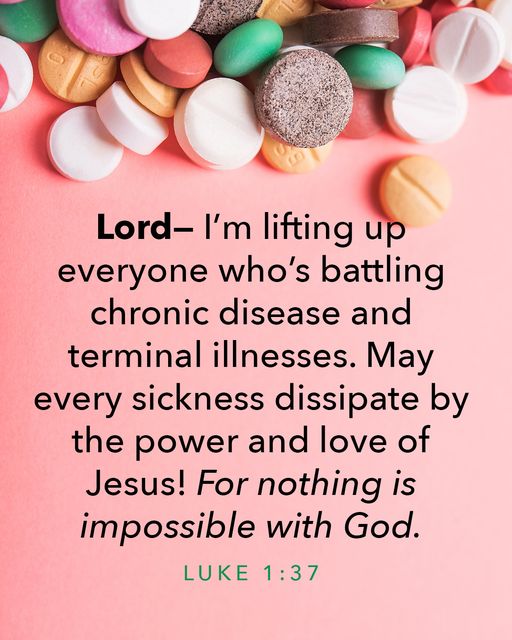 Lord– I’m lifting up
everyone who’s battling
chronic disease and
terminal illnesses. May
every sickness dissipate by
the power and love of
Jesus! For nothing is
impossible with God.
LUKE 1:37